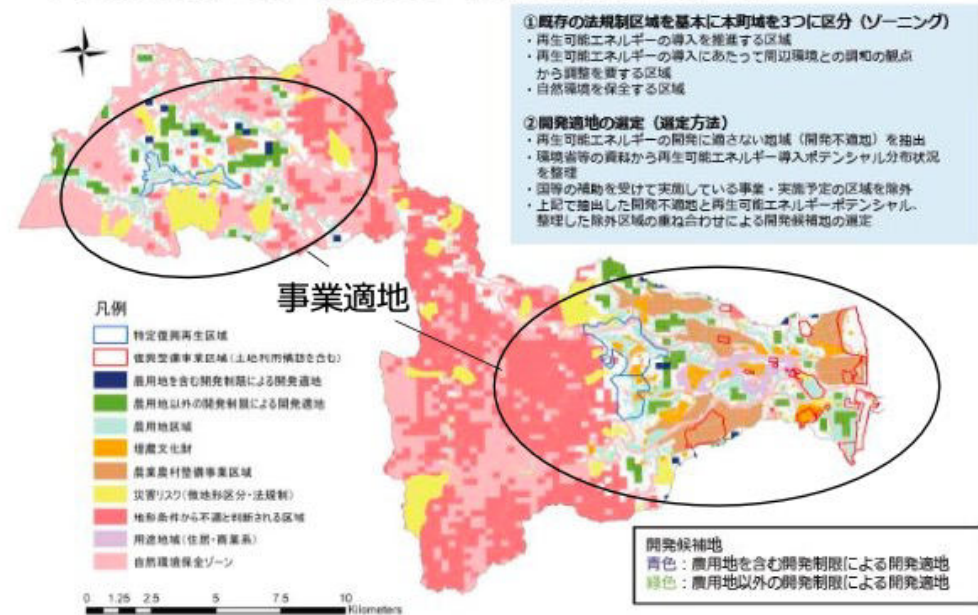 ①既存の法規制区域を基本に本町域を3つに区分（ゾーニング）
・再生可能エネルギーの導入を推進する区域
・再生可能エネルギーの導入にあたって周辺環境との調和の観点
から調整を要する区域
・自然環境を保全する区域
②開発適地の選定（選定方法）
・再生可能エネルギーの開発に適さない地域（開発不適地）を抽出
・環境省等の資料から再生可能エネルギー導入ポテンシャル分布状況
を整理
・国等の補助を受けて実施している事業・実施予定の区域を除外
・上記で抽出した開発不適地と再生可能エネルギーポテンシャル、
整理した除外区域の重ね合わせによる開発候補地の選定
事業適地
凡例
特定復興再生区域
復興整備事業区域（土地利用構想を含む）
農用地を含む開発制限による開発適地
農用地以外の開発制限による開発適地
農用地区域
埋蔵文化財
農業農村整備事業区域
災害リスク（微地形区分・法規制）
地形条件から不適と判断される区域
用途地域（住居・商業系）
自然環境保全ゾーン
0 1.25 2.5 5 7.5 10
Kilometers
開発候補地
青色：農用地を含む開発制限による開発適地
緑色：農用地以外の開発制限による開発適地